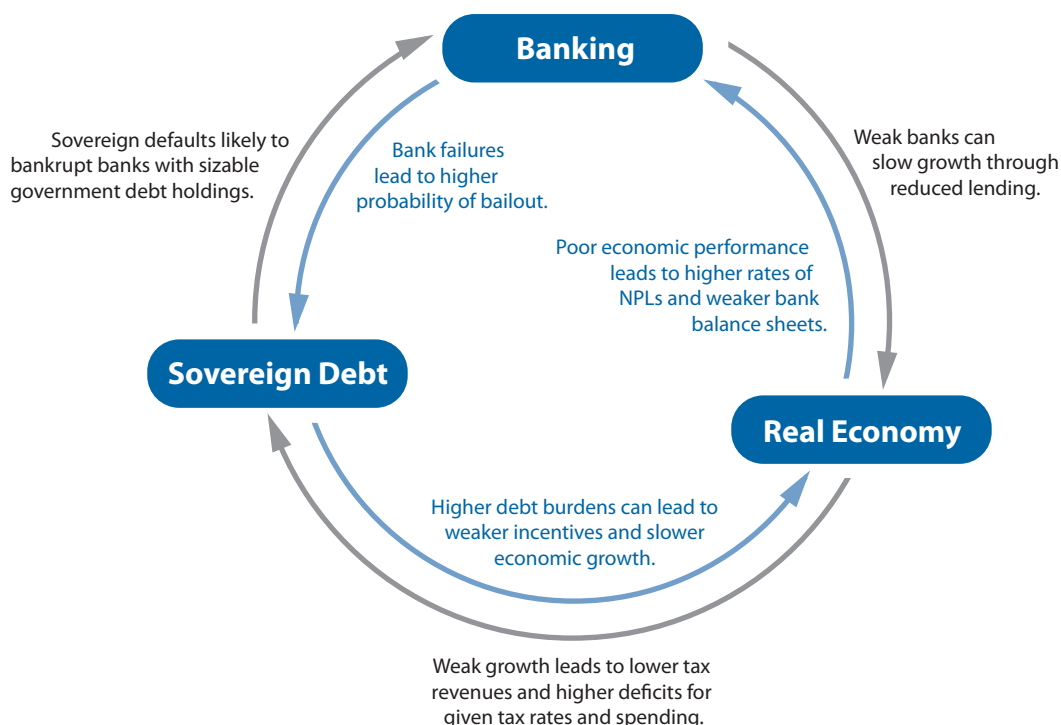 Banking
Sovereign defaults likely to
bankrupt banks with sizable
government debt holdings.
Bank failures
lead to higher
probability of bailout.
Weak banks can
slow growth through
reduced lending.
Poor economic performance
leads to higher rates of
NPLs and weaker bank
balance sheets.
Sovereign Debt
Real Economy
Higher debt burdens can lead to
weaker incentives and slower
economic growth.
Weak growth leads to lower tax
revenues and higher deficits for
given tax rates and spending.